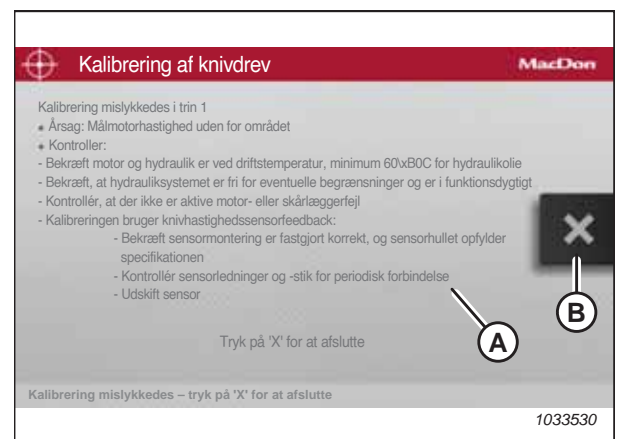 Kalibrering af knivdrev
MacDon
Kalibrering mislykkedes i trin 1
• Årsag: Målmotorhastighed uden for området
• Kontroller:
- Bekræft motor og hydraulik er ved driftstemperatur, minimum 60\xB0C for hydraulikolie
- Bekræft, at hydrauliksystemet er fri for eventuelle begrænsninger og er i funktionsdygtigt
- Kontrollér, at der ikke er aktive motor- eller skårlæggerfejl
- Kalibreringen bruger knivhastighedssensorfeedback:
- Bekræft sensormontering er fastgjort korrekt, og sensorhullet opfylder
specifikationen
- Kontrollér sensorledninger og -stik for periodisk forbindelse
- Udskift sensor
B
A
Tryk på 'X' for at afslutte
Kalibrering mislykkedes – tryk på 'X' for at afslutte
1033530